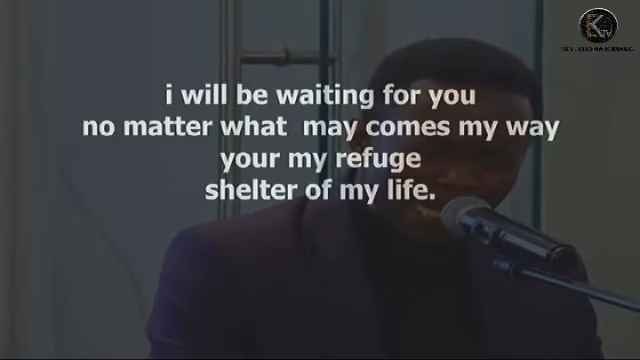 i will be waiting for you
no matter what  may comes my way
your my refuge
shelter of my life.